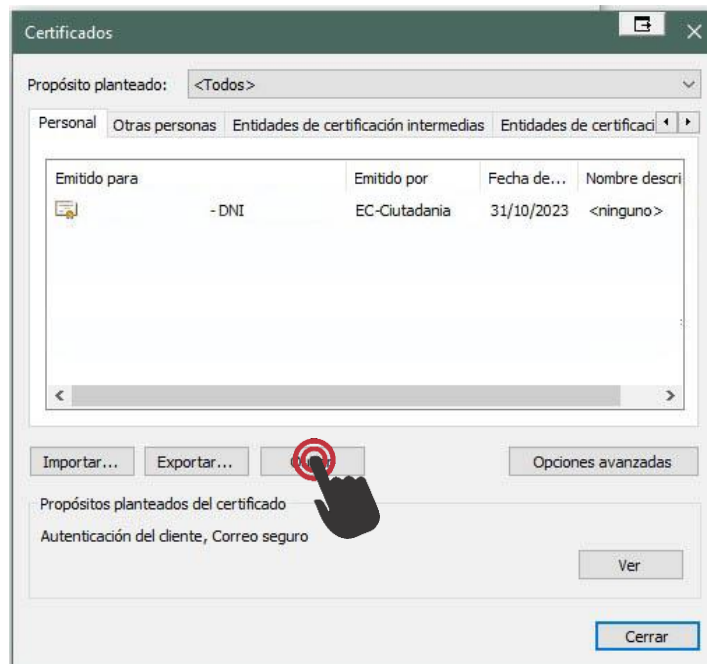 Certificados
Propósito planteado: <Todos>
Personal Otras personas Entidades de certificación intermedias Entidades de certificaci
Emitido para Emitido por Fecha de... Nombre descri
- DNI EC-Ciutadania 31/10/2023 <ninguno>
Importar... Exportar... Opciones avanzadas
Propósitos planteados del certificado
Autenticación del cliente, Correo seguro
Ver
Cerrar